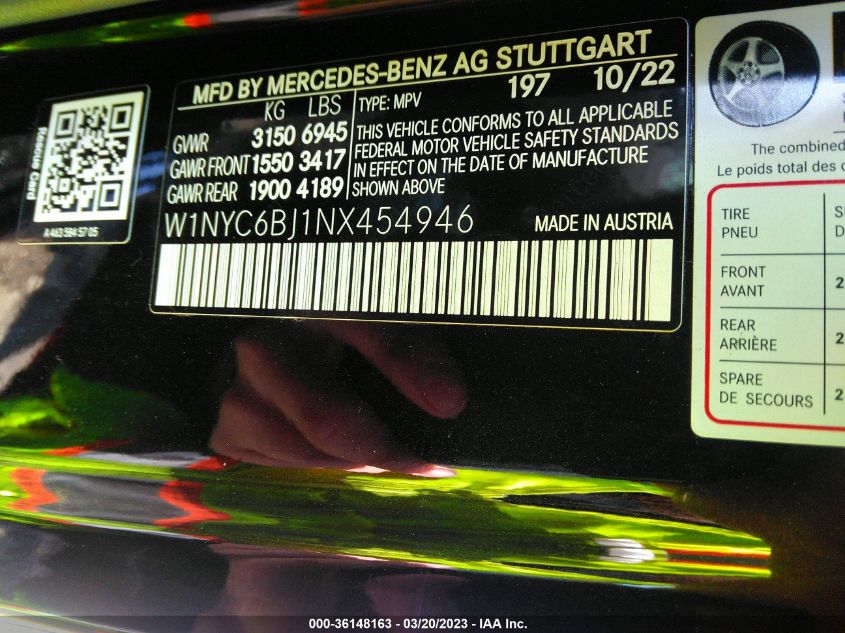 MFD BY MERCEDES-BENZ AG STUTTGART
KG LBS
GVWR 3150 6945
GAWR FRONT 1550 3417
GAWR REAR 1900 4189
197 10/22
TYPE: MPV
THIS VEHICLE CONFORMS TO ALL APPLICABLE
FEDERAL MOTOR VEHICLE SAFETY STANDARDS
IN EFFECT ON THE DATE OF MANUFACTURE
SHOWN ABOVE
W1NYC6BJ1NX454946
MADE IN AUSTRIA
Rescue Card
A 463 584 57 05
The combined
Le poids total des
TIRE
PNEU
FRONT
AVANT
REAR
ARRIÈRE
SPARE
DE SECOURS
000-36148163 - 03/20/2023 - IAA Inc.